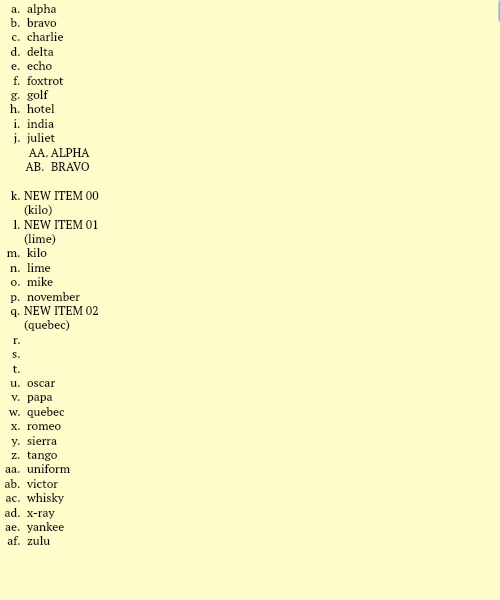 a. alpha
b. bravo
c. charlie
d. delta
e. echo
f. foxtrot
g. golf
h. hotel
i. india
j. juliet
AA. ALPHA
AB. BRAVO
k. NEW ITEM 00
(kilo)
l. NEW ITEM 01
(lime)
m. kilo
n. lime
o. mike
p. november
q. NEW ITEM 02
(quebec)
r.
s.
t.
u. oscar
v. papa
w. quebec
x. romeo
y. sierra
z. tango
aa. uniform
ab. victor
ac. whisky
ad. x-ray
ae. yankee
af. zulu